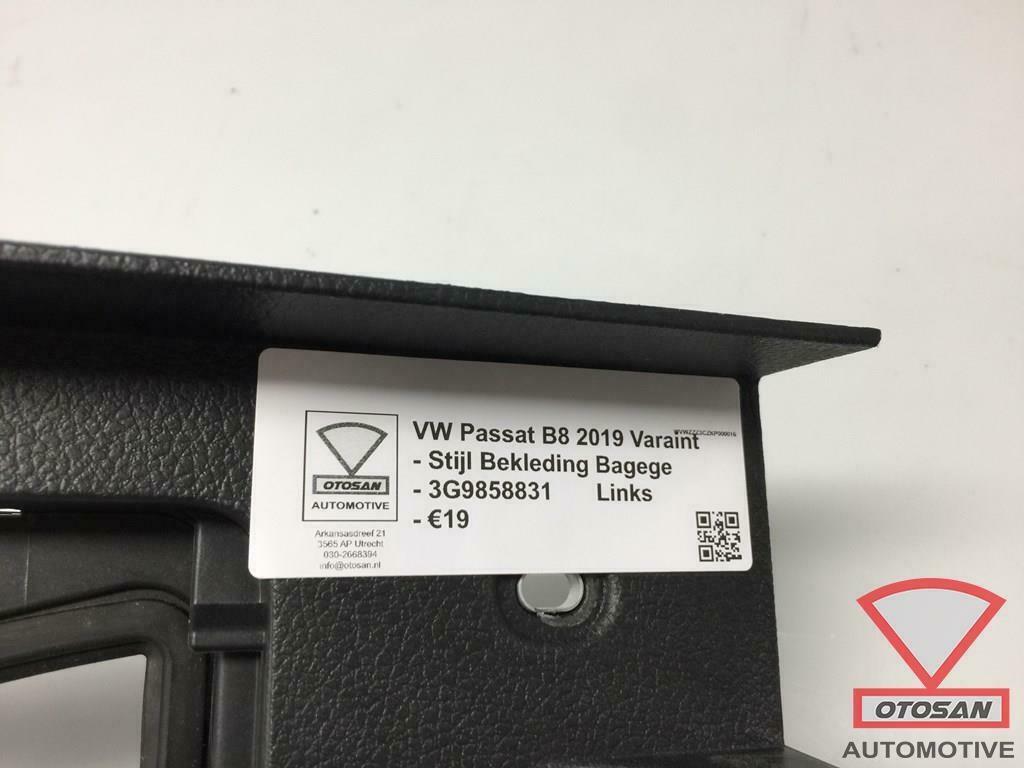 VW Passat B8 2019 Varaint
- Stijl Bekleding Bagege
- 3G9858831 Links
- €19
OTOSAN
AUTOMOTIVE
Arkansasdreef 21
3565 AP Utrecht
030-2668394
info@otosan.nl
OTOSAN
AUTOMOTIVE